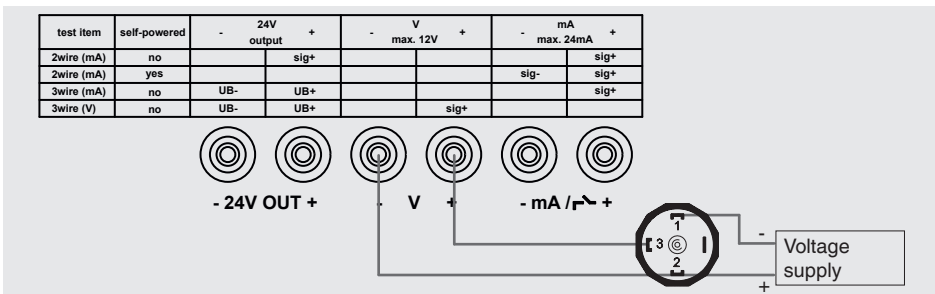 test item self-powered - 24V output + - V max. 12V + - mA max. 24mA +
2wire (mA) no sig+ sig+
2wire (mA) yes sig- sig+
3wire (mA) no UB- UB+ sig+
3wire (V) no UB- UB+ sig+
- 24V OUT + - V + - mA / +
1
3
2
-
+
Voltage
supply